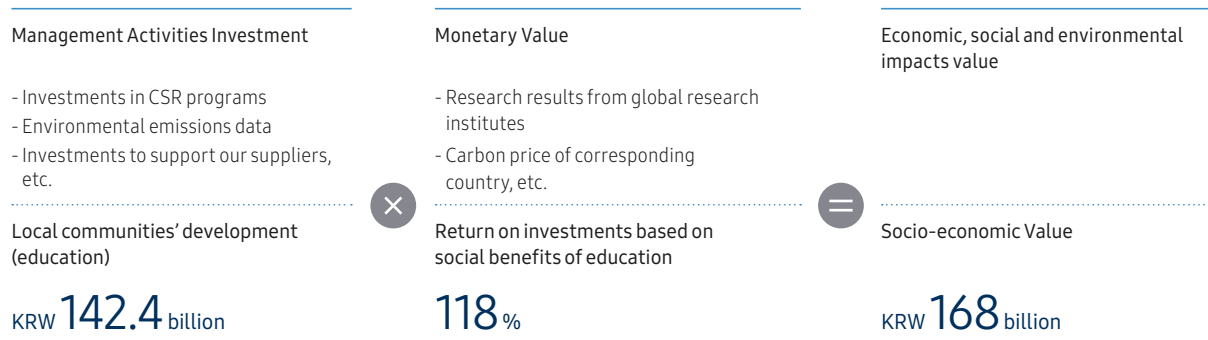 Management Activities Investment
- Investments in CSR programs
- Environmental emissions data
- Investments to support our suppliers,
etc.
Local communities’ development
(education)
KRW 142.4 billion
×
Monetary Value
- Research results from global research
institutes
- Carbon price of corresponding
country, etc.
Return on investments based on
social benefits of education
118 %
=
Economic, social and environmental
impacts value
Socio-economic Value
KRW 168 billion